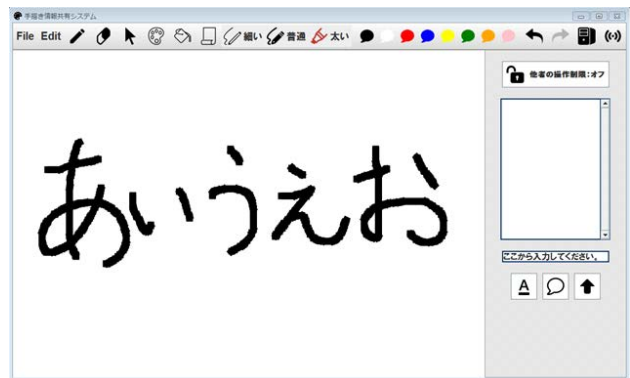 手描き情報共有システム
File Edit 細い 普通 太い
他者の操作制限:オフ
あいうえお
ここから入力してください。
A